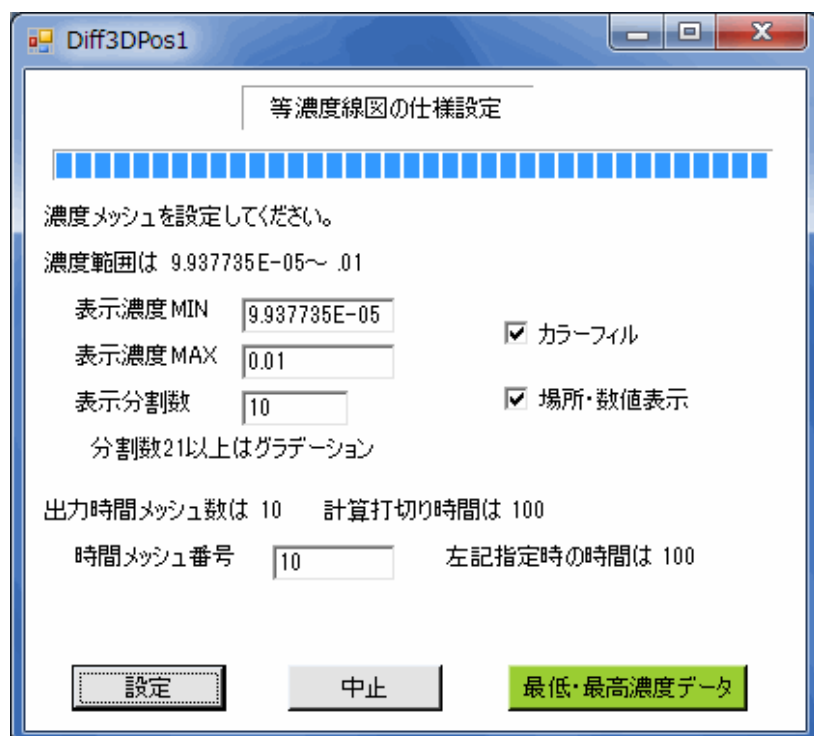 Diff3DPos1
等濃度線図の仕様設定
濃度メッシュを設定してください。
濃度範囲は 9.937735E-05～ .01
表示濃度MIN 9.937735E-05
カラーフィル
表示濃度MAX 0.01
表示分割数 10
場所・数値表示
分割数21以上はグラデーション
出力時間メッシュ数は 10 計算打切り時間は 100
時間メッシュ番号 10 左記指定時の時間は 100
設定 中止 最低・最高濃度データ